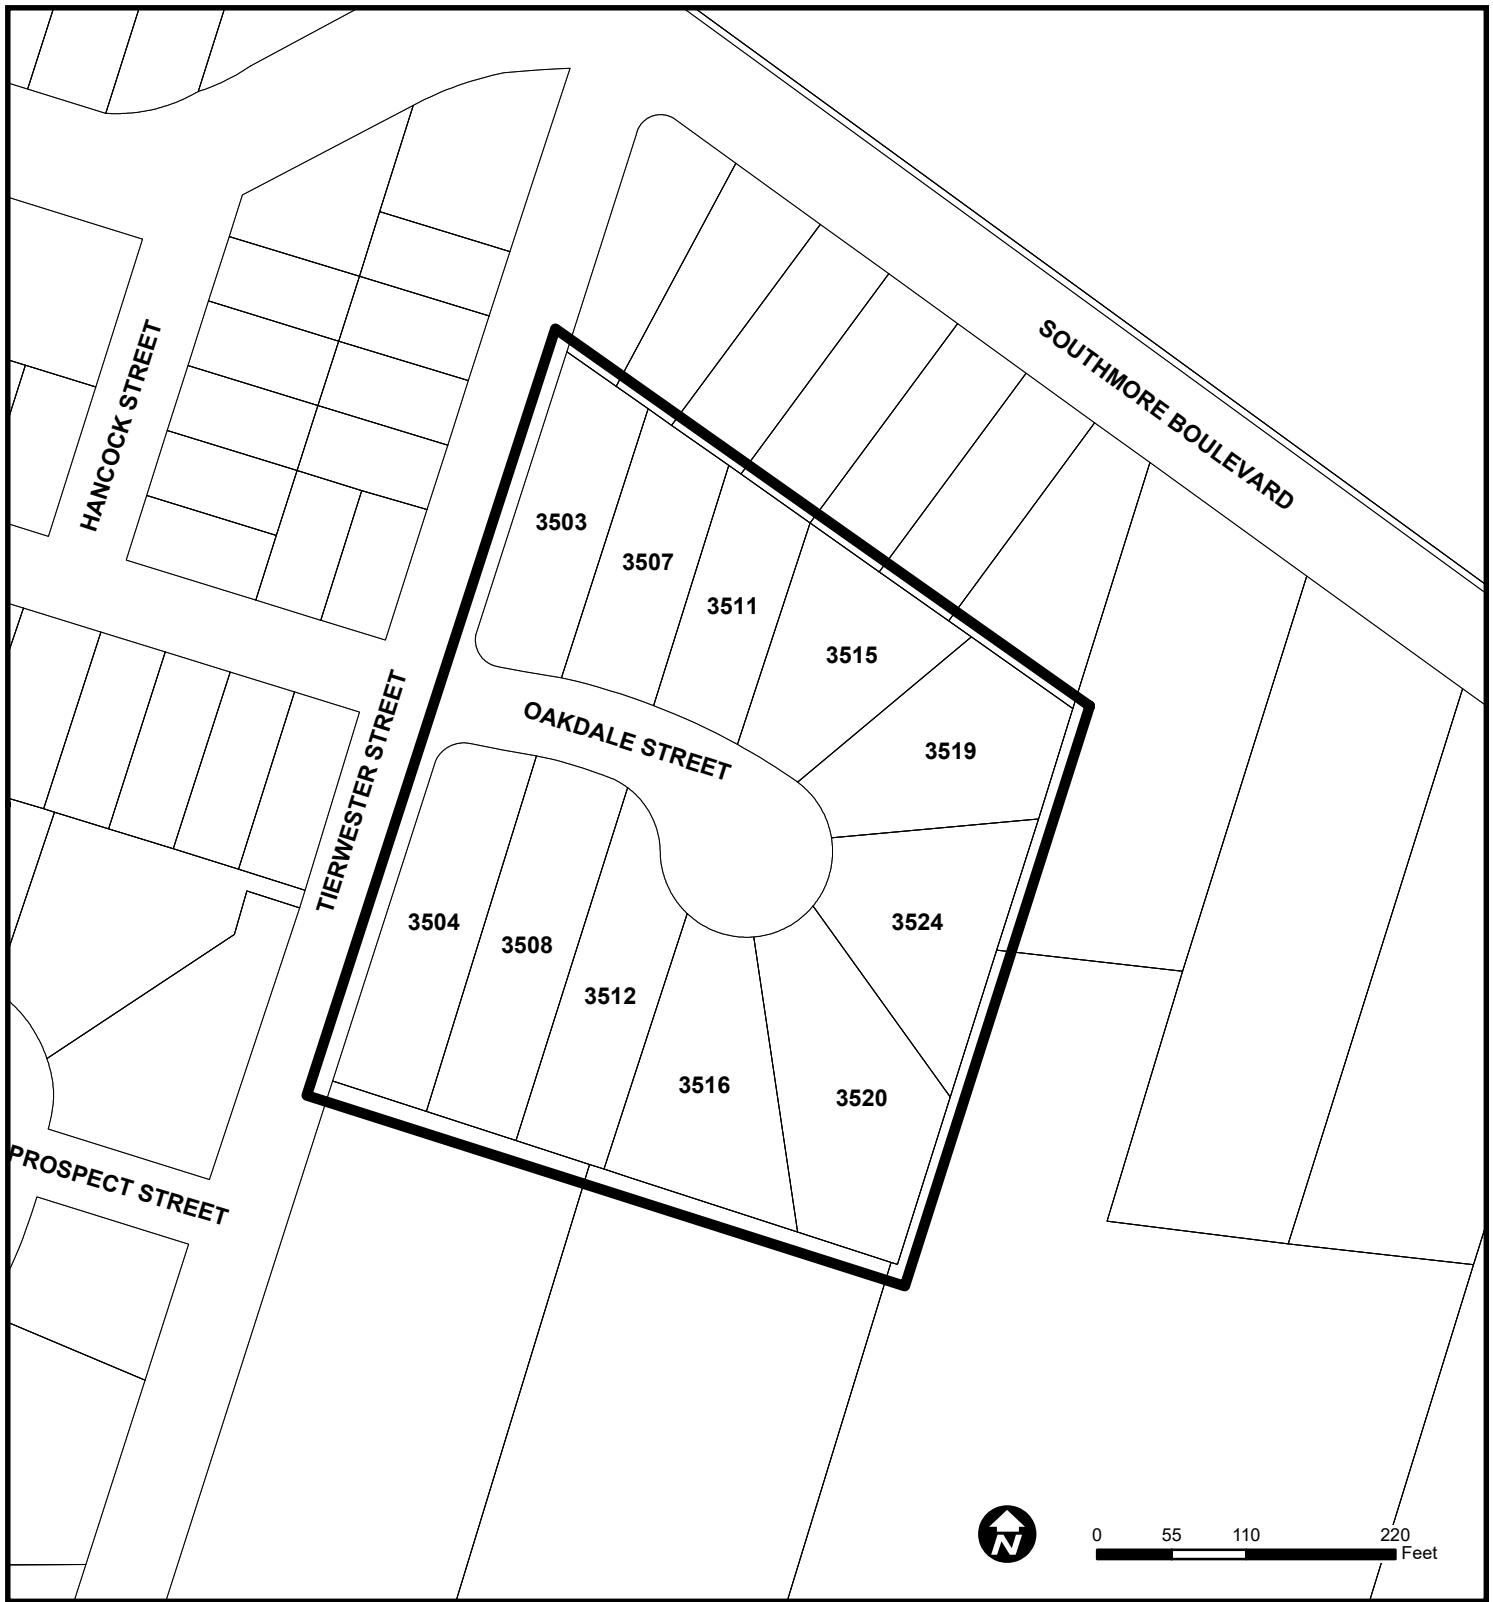 SOUTHMORE BOULEVARD
HANCOCK STREET
3503
3507
3511
3515
OAKDALE STREET
TIERWESTER STREET
3519
3504
3508
3524
3512
3516
3520
PROSPECT STREET
N
0 55 110 220
Feet